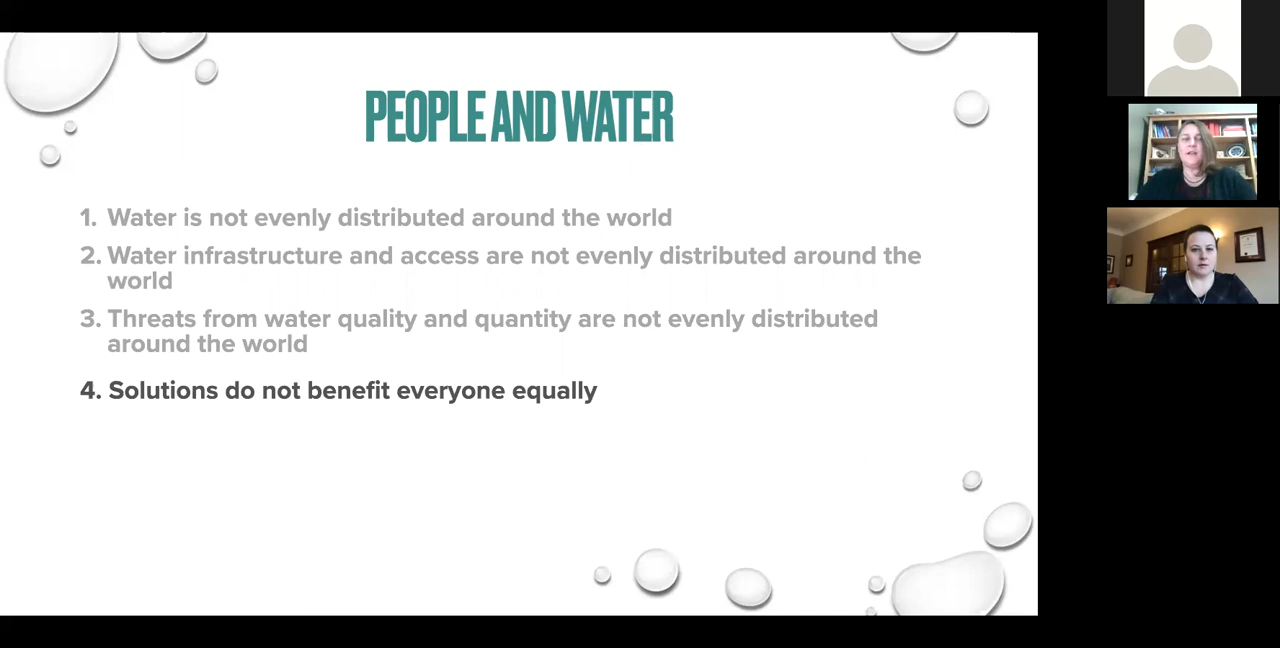 PEOPLE AND WATER
1. Water is not evenly distributed around the world
2. Water infrastructure and access are not evenly distributed around the
world
3. Threats from water quality and quantity are not evenly distributed
around the world
4. Solutions do not benefit everyone equally